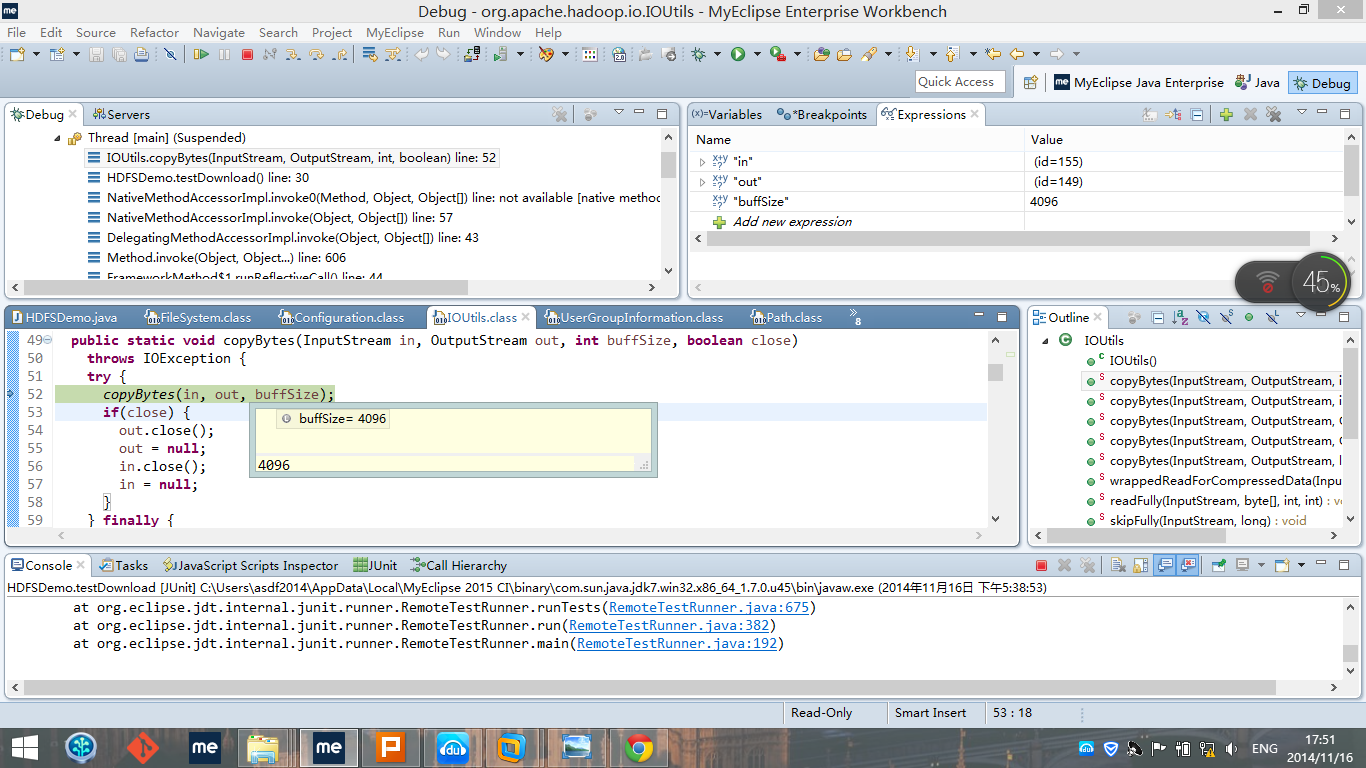 Debug - org.apache.hadoop.io.IOUtils - MyEclipse Enterprise Workbench
File Edit Source Refactor Navigate Search Project MyEclipse Run Window Help
Quick Access MyEclipse Java Enterprise Java Debug
Debug Servers
Thread [main] (Suspended)
IOUtils.copyBytes(InputStream, OutputStream, int, boolean) line: 52
HDFSDemo.testDownload() line: 30
NativeMethodAccessorImpl.invoke0(Method, Object, Object[]) line: not available [native metho
NativeMethodAccessorImpl.invoke(Object, Object[]) line: 57
DelegatingMethodAccessorImpl.invoke(Object, Object[]) line: 43
Method.invoke(Object, Object...) line: 606
FrameworkMethod$1.runReflectiveCall() line: 44
(x)=Variables *Breakpoints Expressions
Name Value
"in" (id=155)
"out" (id=149)
"buffSize" 4096
Add new expression
45%
HDFSDemo.java FileSystem.class Configuration.class IOUtils.class UserGroupInformation.class Path.class »8
49 public static void copyBytes(InputStream in, OutputStream out, int buffSize, boolean close)
50 throws IOException {
51 try {
52 copyBytes(in, out, buffSize);
53 if(close) {
54 out.close();
55 out = null;
56 in.close();
57 in = null;
58 }
59 } finally {
buffSize= 4096
4096
Outline
IOUtils
IOUtils()
copyBytes(InputStream, OutputStream, i
copyBytes(InputStream, OutputStream, i
copyBytes(InputStream, OutputStream, C
copyBytes(InputStream, OutputStream, C
copyBytes(InputStream, OutputStream, l
wrappedReadForCompressedData(Inpu
readFully(InputStream, byte[], int, int) : v
skipFully(InputStream, long) : void
Console Tasks JavaScript Scripts Inspector JUnit Call Hierarchy
HDFSDemo.testDownload [JUnit] C:\Users\asdf2014\AppData\Local\MyEclipse 2015 CI\binary\com.sun.java.jdk7.win32.x86_64_1.7.0.u45\bin\javaw.exe (2014年11月16日 下午5:38:53)
at org.eclipse.jdt.internal.junit.runner.RemoteTestRunner.runTests(RemoteTestRunner.java:675)
at org.eclipse.jdt.internal.junit.runner.RemoteTestRunner.run(RemoteTestRunner.java:382)
at org.eclipse.jdt.internal.junit.runner.RemoteTestRunner.main(RemoteTestRunner.java:192)
Read-Only Smart Insert 53 : 18
me me P du ENG 17:51
2014/11/16